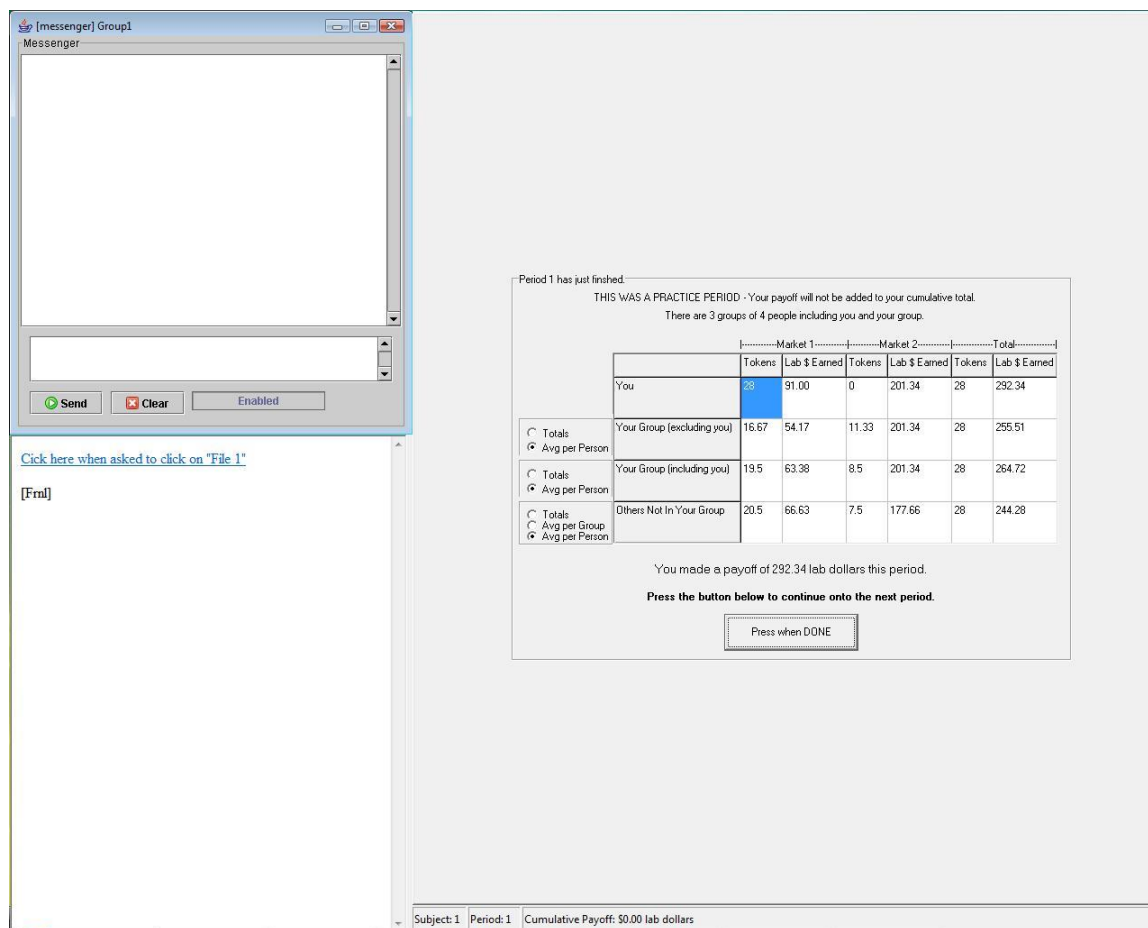 [messenger] Group1
Messenger
Send Clear Enabled
Cick here when asked to click on "File 1"
[Frnl]
Period 1 has just finshed.
THIS WAS A PRACTICE PERIOD - Your payoff will not be added to your cumulative total.
There are 3 groups of 4 people including you and your group.
|------------Market 1-----------|----------Market 2-----------|--------------Total--------------|
Tokens Lab $ Earned Tokens Lab $ Earned Tokens Lab $ Earned
You 28 91.00 0 201.34 28 292.34
Totals
Avg per Person
Your Group (excluding you) 16.67 54.17 11.33 201.34 28 255.51
Totals
Avg per Person
Your Group (including you) 19.5 63.38 8.5 201.34 28 264.72
Totals
Avg per Group
Avg per Person
Others Not In Your Group 20.5 66.63 7.5 177.66 28 244.28
You made a payoff of 292.34 lab dollars this period.
Press the button below to continue onto the next period.
Press when DONE
Subject: 1 Period: 1 Cumulative Payoff: $0.00 lab dollars